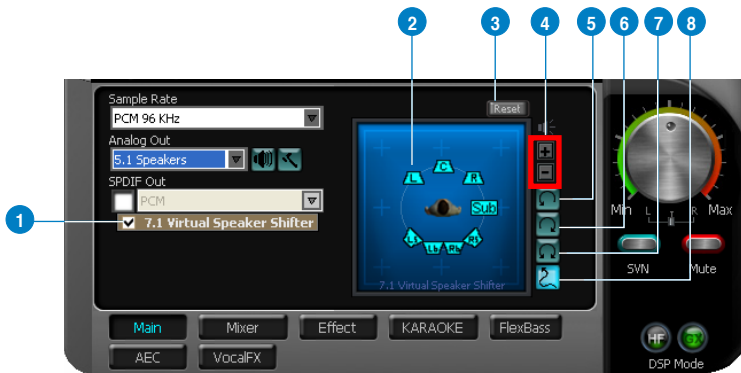 1
2
3
4
5
6
7
8
Sample Rate
PCM 96 KHz
Analog Out
5.1 Speakers
SPDIF Out
PCM
7.1 Virtual Speaker Shifter
Reset
+
-
C
L
R
Sub
Ls
Lb
Rb
Rs
7.1 Virtual Speaker Shifter
Min L R Max
SVN Mute
Main Mixer Effect KARAOKE FlexBass
AEC VocalFX
HF GX
DSP Mode